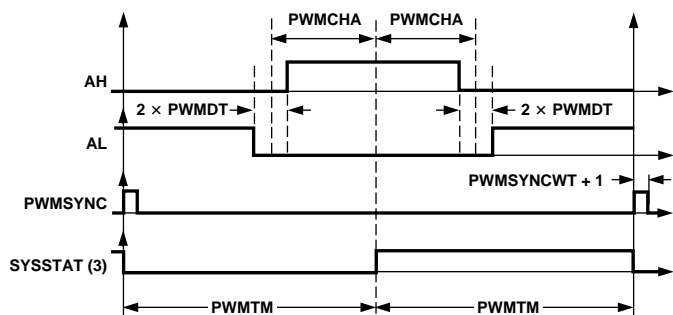 PWMCHA PWMCHA
AH
2 × PWMDT 2 × PWMDT
AL
PWMSYNCWT + 1
PWMSYNC
SYSSTAT (3)
PWMTM PWMTM